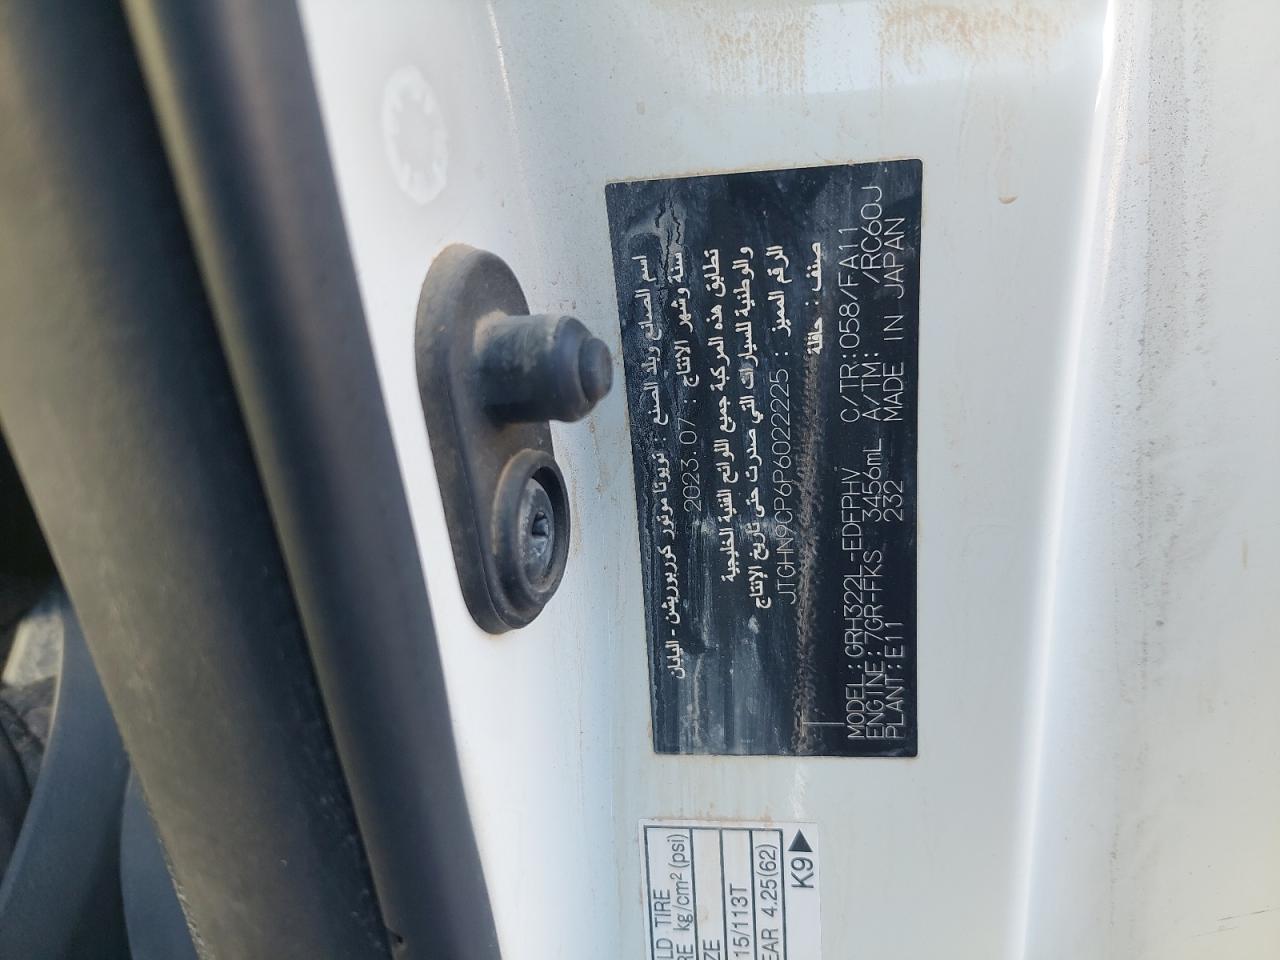 اسم الصانع وبلد الصنع : تويوتا موتور كوربوريشن - اليابان
سنة وشهر الانتاج : 2023.07
تطابق هذه المركبة جميع اللوائح الفنية الخليجية
والوطنية للسيارات التي صدرت حتى تاريخ الإنتاج
الرقم المميز : JTGHN9CP6P6022225
صنف : حافلة
MODEL:GRH322L-EDFPHV C/TR:058/FA11
ENGINE:7GR-FKS 3456mL A/TM: /RC60J
PLANT:E11 232 MADE IN JAPAN
LD TIRE
RE kg/cm² (psi)
ZE
15/113T
EAR 4.25(62)
K9